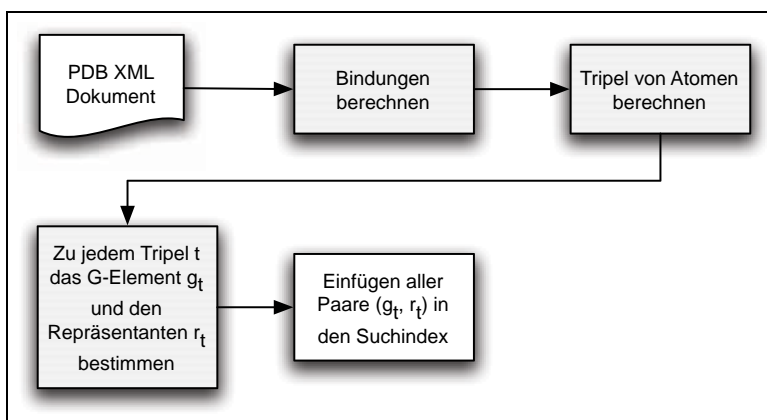 PDB XML
Dokument
Bindungen
berechnen
Tripel von Atomen
berechnen
Zu jedem Tripel t
das G-Element gt
und den
Repräsentanten rt
bestimmen
Einfügen aller
Paare (gt, rt) in
den Suchindex